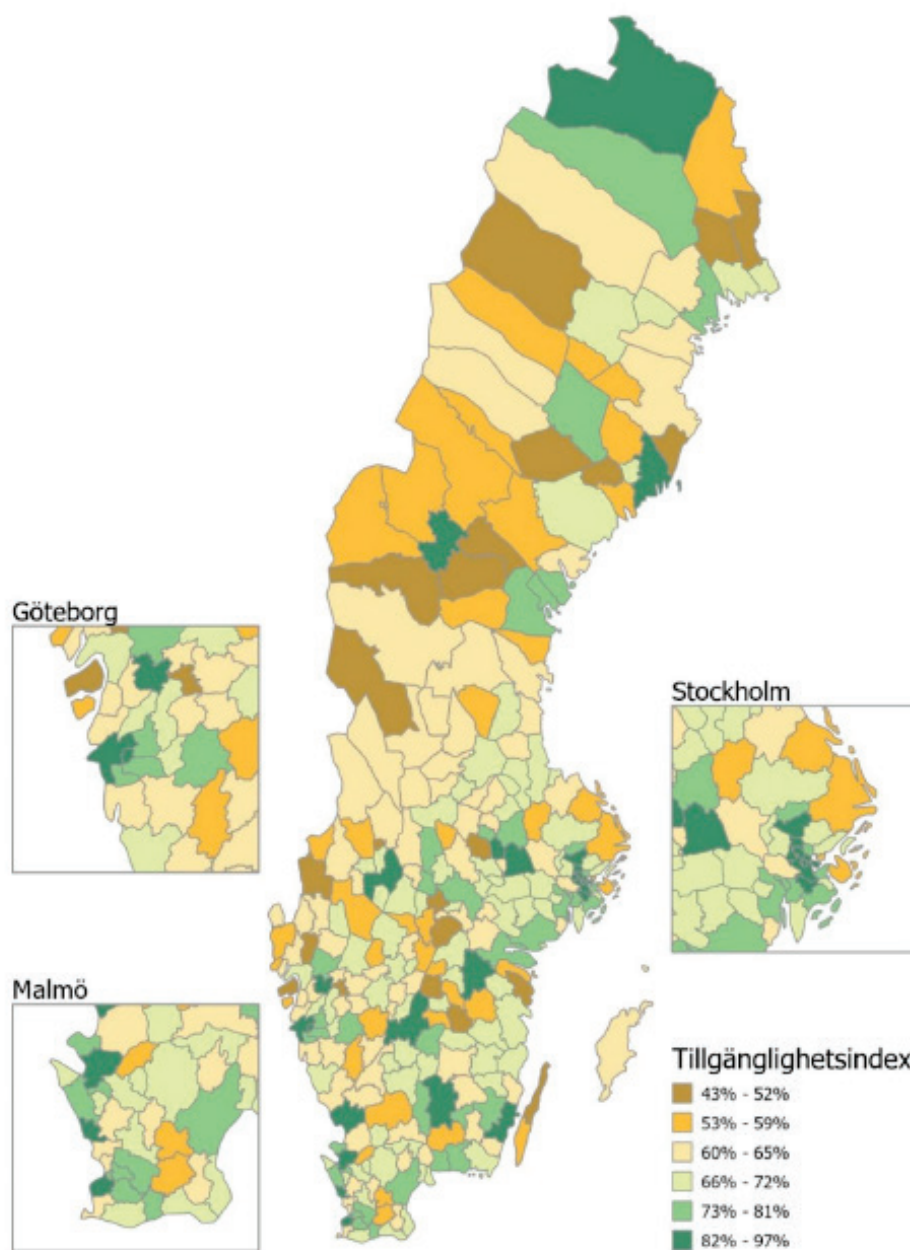 Göteborg
Stockholm
Malmö
Tillgänglighetsindex
43% - 52%
53% - 59%
60% - 65%
66% - 72%
73% - 81%
82% - 97%